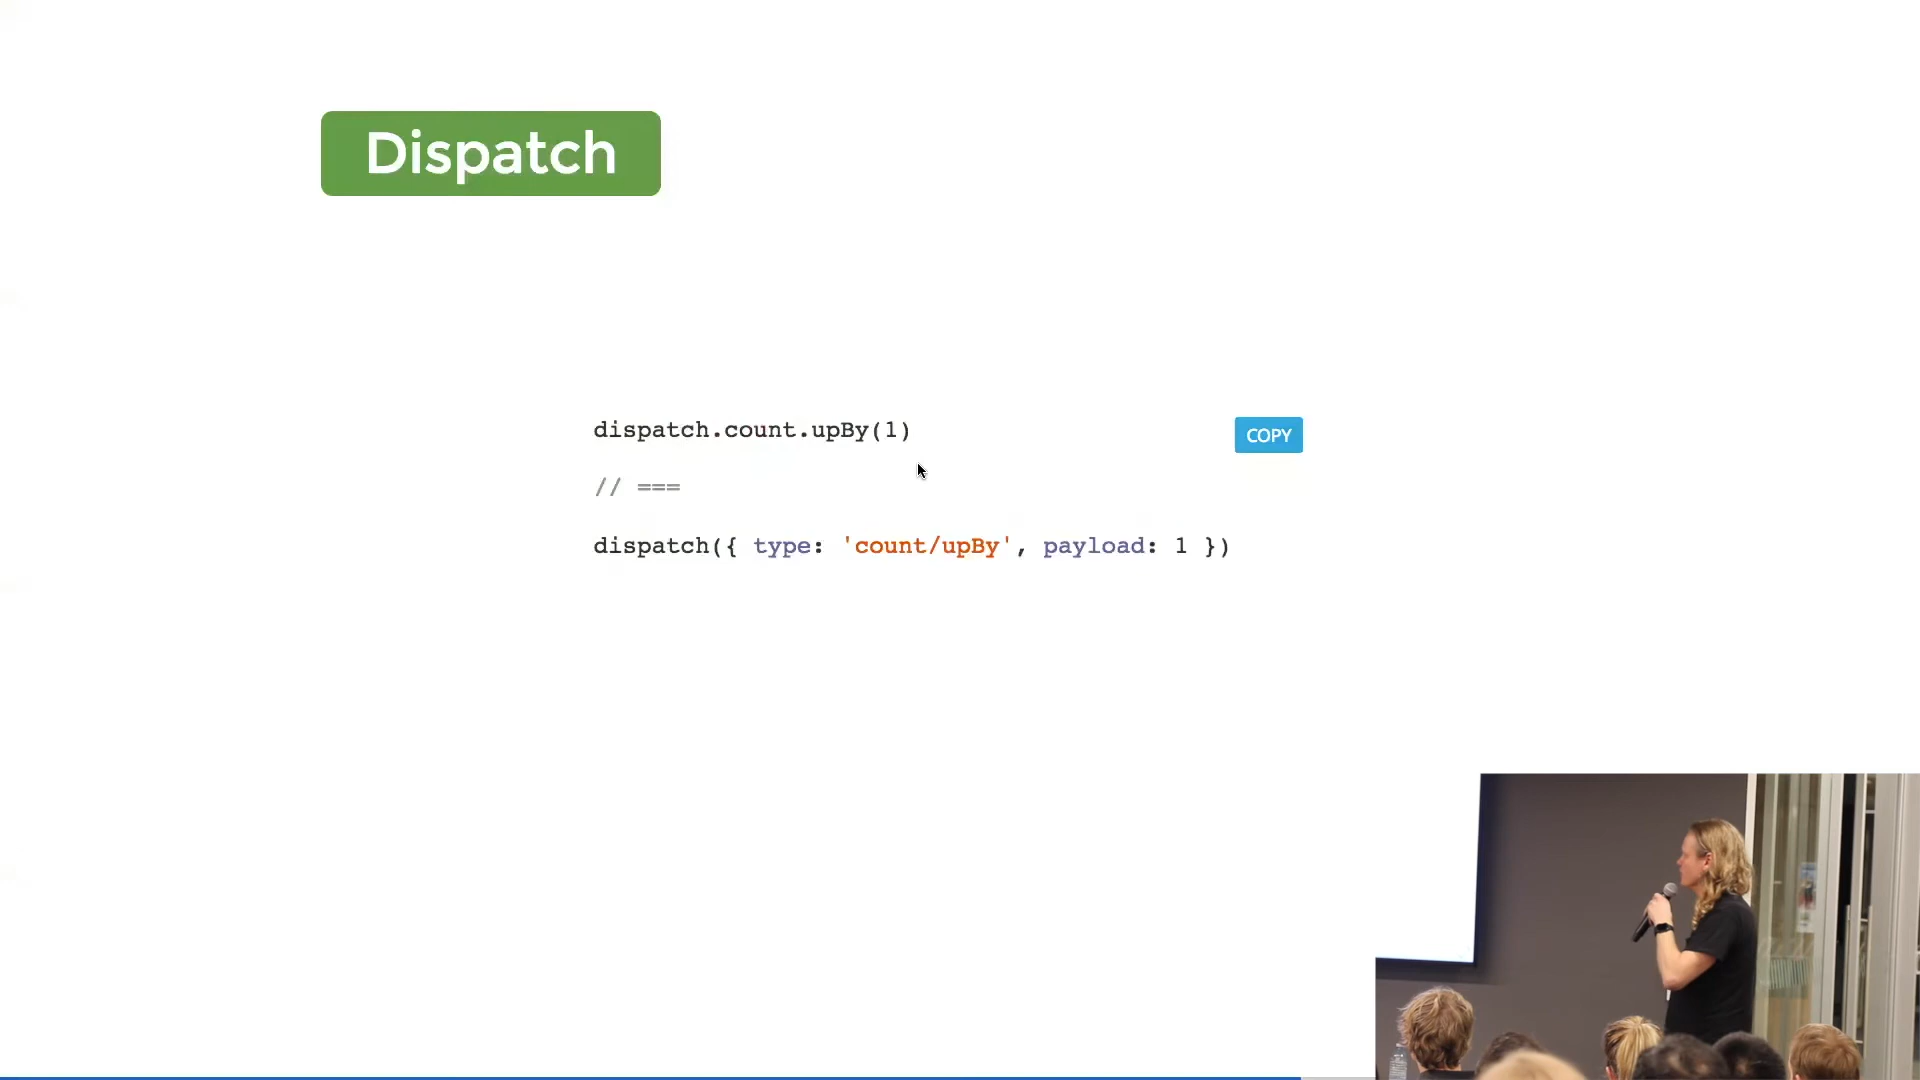 Dispatch
dispatch.count.upBy(1)
COPY
// ===
dispatch({ type: 'count/upBy', payload: 1 })